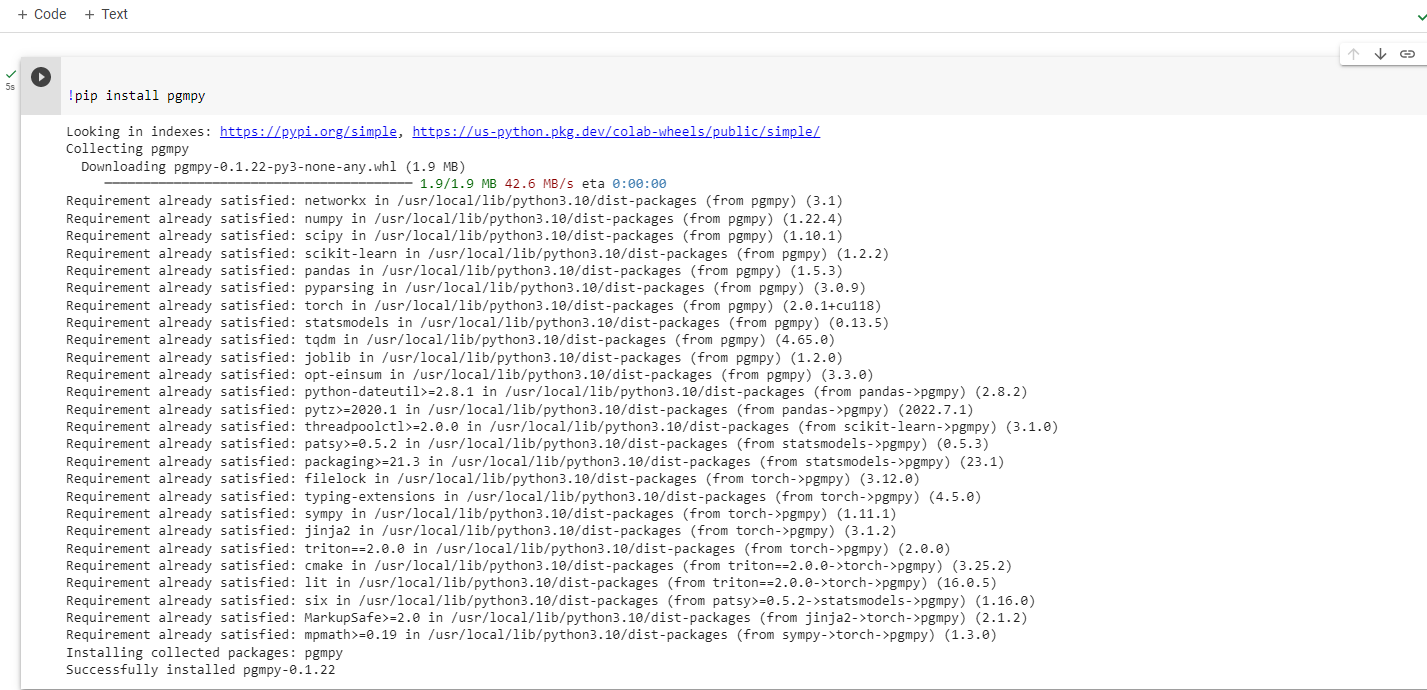 + Code + Text
5s
!pip install pgmpy
Looking in indexes: https://pypi.org/simple, https://us-python.pkg.dev/colab-wheels/public/simple/
Collecting pgmpy
Downloading pgmpy-0.1.22-py3-none-any.whl (1.9 MB)
1.9/1.9 MB 42.6 MB/s eta 0:00:00
Requirement already satisfied: networkx in /usr/local/lib/python3.10/dist-packages (from pgmpy) (3.1)
Requirement already satisfied: numpy in /usr/local/lib/python3.10/dist-packages (from pgmpy) (1.22.4)
Requirement already satisfied: scipy in /usr/local/lib/python3.10/dist-packages (from pgmpy) (1.10.1)
Requirement already satisfied: scikit-learn in /usr/local/lib/python3.10/dist-packages (from pgmpy) (1.2.2)
Requirement already satisfied: pandas in /usr/local/lib/python3.10/dist-packages (from pgmpy) (1.5.3)
Requirement already satisfied: pyparsing in /usr/local/lib/python3.10/dist-packages (from pgmpy) (3.0.9)
Requirement already satisfied: torch in /usr/local/lib/python3.10/dist-packages (from pgmpy) (2.0.1+cu118)
Requirement already satisfied: statsmodels in /usr/local/lib/python3.10/dist-packages (from pgmpy) (0.13.5)
Requirement already satisfied: tqdm in /usr/local/lib/python3.10/dist-packages (from pgmpy) (4.65.0)
Requirement already satisfied: joblib in /usr/local/lib/python3.10/dist-packages (from pgmpy) (1.2.0)
Requirement already satisfied: opt-einsum in /usr/local/lib/python3.10/dist-packages (from pgmpy) (3.3.0)
Requirement already satisfied: python-dateutil>=2.8.1 in /usr/local/lib/python3.10/dist-packages (from pandas->pgmpy) (2.8.2)
Requirement already satisfied: pytz>=2020.1 in /usr/local/lib/python3.10/dist-packages (from pandas->pgmpy) (2022.7.1)
Requirement already satisfied: threadpoolctl>=2.0.0 in /usr/local/lib/python3.10/dist-packages (from scikit-learn->pgmpy) (3.1.0)
Requirement already satisfied: patsy>=0.5.2 in /usr/local/lib/python3.10/dist-packages (from statsmodels->pgmpy) (0.5.3)
Requirement already satisfied: packaging>=21.3 in /usr/local/lib/python3.10/dist-packages (from statsmodels->pgmpy) (23.1)
Requirement already satisfied: filelock in /usr/local/lib/python3.10/dist-packages (from torch->pgmpy) (3.12.0)
Requirement already satisfied: typing-extensions in /usr/local/lib/python3.10/dist-packages (from torch->pgmpy) (4.5.0)
Requirement already satisfied: sympy in /usr/local/lib/python3.10/dist-packages (from torch->pgmpy) (1.11.1)
Requirement already satisfied: jinja2 in /usr/local/lib/python3.10/dist-packages (from torch->pgmpy) (3.1.2)
Requirement already satisfied: triton==2.0.0 in /usr/local/lib/python3.10/dist-packages (from torch->pgmpy) (2.0.0)
Requirement already satisfied: cmake in /usr/local/lib/python3.10/dist-packages (from triton==2.0.0->torch->pgmpy) (3.25.2)
Requirement already satisfied: lit in /usr/local/lib/python3.10/dist-packages (from triton==2.0.0->torch->pgmpy) (16.0.5)
Requirement already satisfied: six in /usr/local/lib/python3.10/dist-packages (from patsy>=0.5.2->statsmodels->pgmpy) (1.16.0)
Requirement already satisfied: MarkupSafe>=2.0 in /usr/local/lib/python3.10/dist-packages (from jinja2->torch->pgmpy) (2.1.2)
Requirement already satisfied: mpmath>=0.19 in /usr/local/lib/python3.10/dist-packages (from sympy->torch->pgmpy) (1.3.0)
Installing collected packages: pgmpy
Successfully installed pgmpy-0.1.22